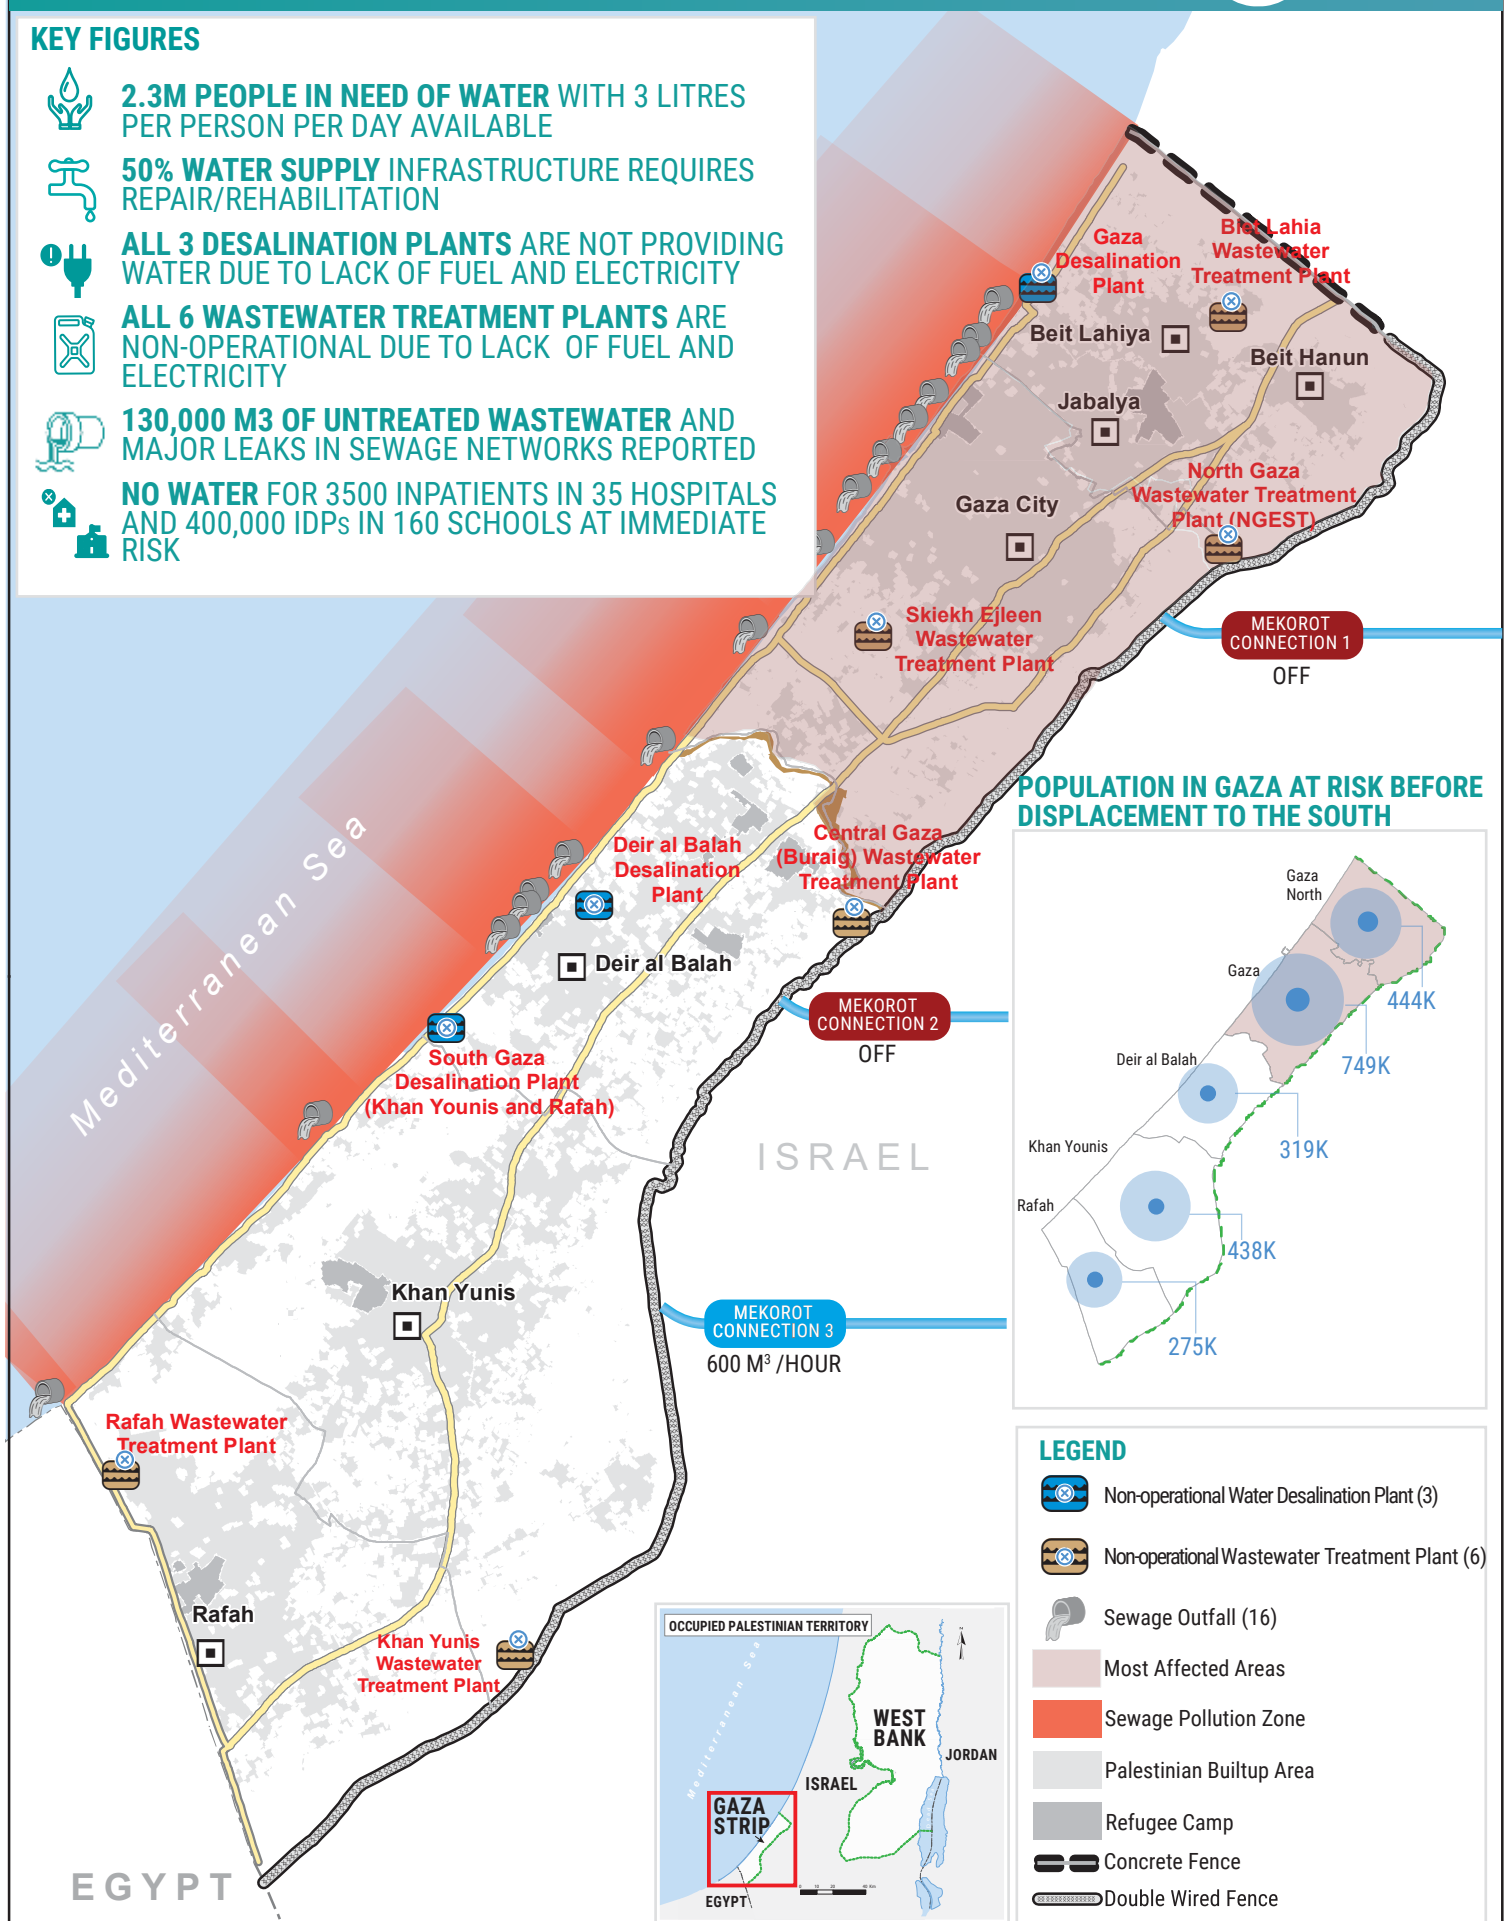 KEY FIGURES
2.3M PEOPLE IN NEED OF WATER WITH 3 LITRES
PER PERSON PER DAY AVAILABLE
50% WATER SUPPLY INFRASTRUCTURE REQUIRES
REPAIR/REHABILITATION
ALL 3 DESALINATION PLANTS ARE NOT PROVIDING
WATER DUE TO LACK OF FUEL AND ELECTRICITY
ALL 6 WASTEWATER TREATMENT PLANTS ARE
NON-OPERATIONAL DUE TO LACK OF FUEL AND
ELECTRICITY
130,000 M3 OF UNTREATED WASTEWATER AND
MAJOR LEAKS IN SEWAGE NETWORKS REPORTED
NO WATER FOR 3500 INPATIENTS IN 35 HOSPITALS
AND 400,000 IDPS IN 160 SCHOOLS AT IMMEDIATE
RISK
Gaza
Desalination
Plant
Biet Lahia
Wastewater
Treatment Plant
Beit Lahiya
Beit Hanun
Jabalya
North Gaza
Wastewater Treatment
Plant (NGEST)
Gaza City
Skiekh Ejleen
Wastewater
Treatment Plant
MEKOROT
CONNECTION 1
OFF
Mediterranean Sea
Deir al Balah
Desalination
Plant
Central Gaza
(Buraig) Wastewater
Treatment Plant
Deir al Balah
MEKOROT
CONNECTION 2
OFF
South Gaza
Desalination Plant
(Khan Younis and Rafah)
ISRAEL
Khan Yunis
MEKOROT
CONNECTION 3
600 M3 /HOUR
Rafah Wastewater
Treatment Plant
Rafah
Khan Yunis
Wastewater
Treatment Plant
EGYPT
POPULATION IN GAZA AT RISK BEFORE
DISPLACEMENT TO THE SOUTH
Gaza
North
Gaza
444K
749K
Deir al Balah
319K
Khan Younis
Rafah
438K
275K
OCCUPIED PALESTINIAN TERRITORY
N
Mediterranean Sea
WEST
BANK
JORDAN
ISRAEL
GAZA
STRIP
EGYPT
0 10 20 40 Km
LEGEND
Non-operational Water Desalination Plant (3)
Non-operational Wastewater Treatment Plant (6)
Sewage Outfall (16)
Most Affected Areas
Sewage Pollution Zone
Palestinian Builtup Area
Refugee Camp
Concrete Fence
Double Wired Fence